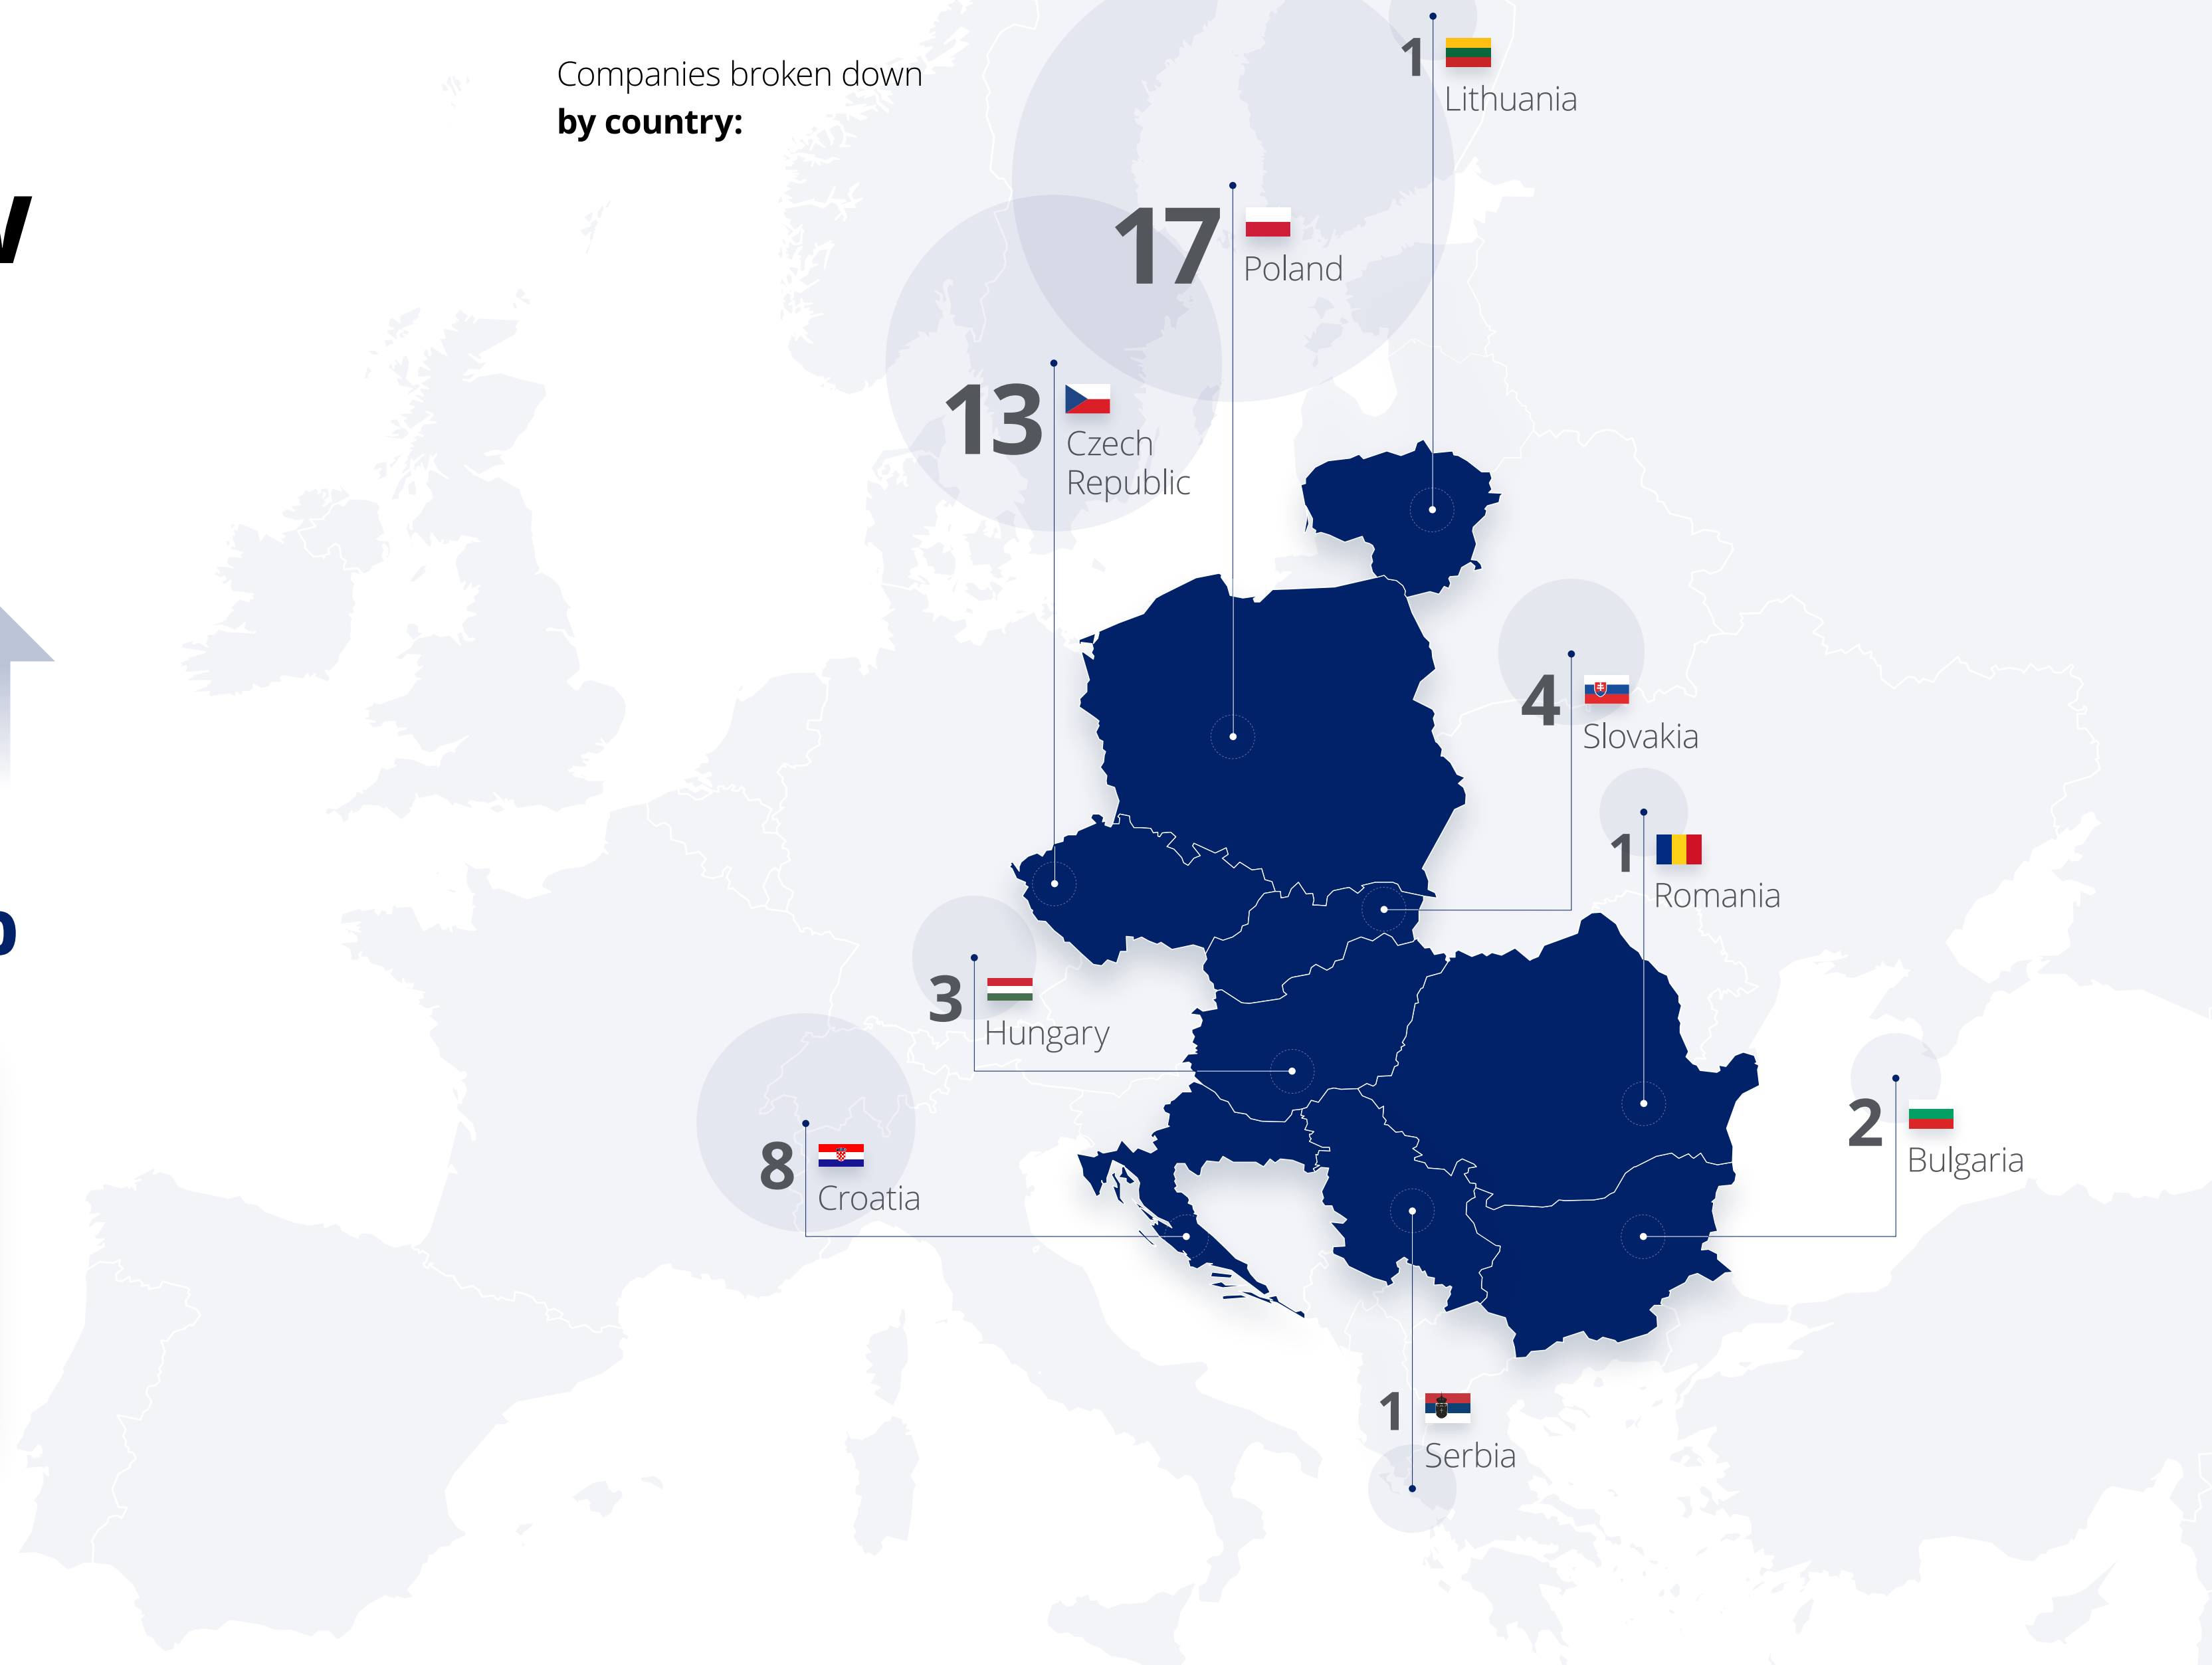 Companies broken down
by country:
1
Lithuania
17
Poland
13
Czech
Republic
4
Slovakia
1
Romania
3
Hungary
2
Bulgaria
8
Croatia
1
Serbia